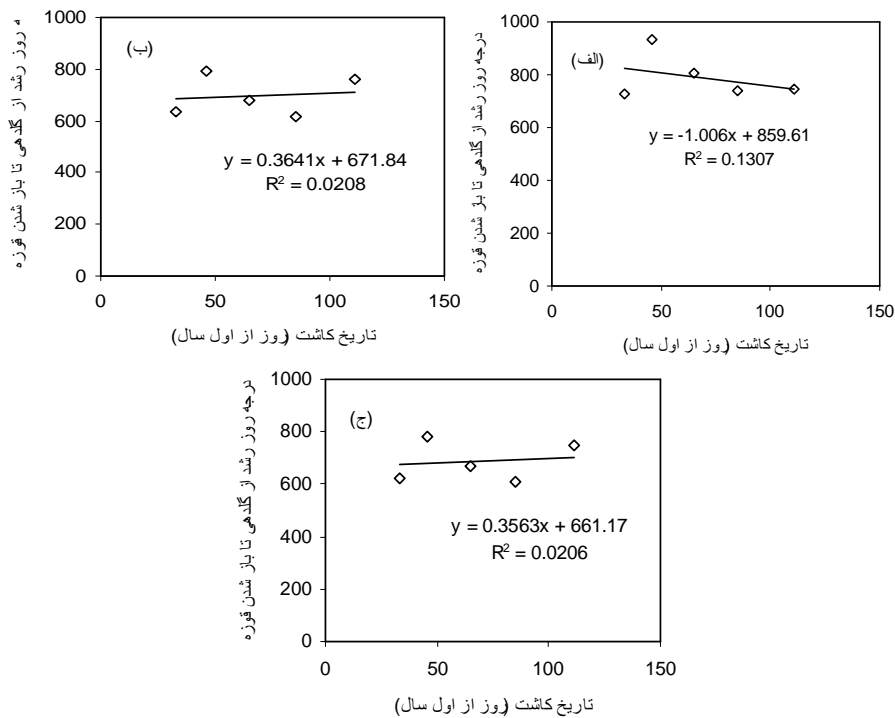 (الف)
درجه روز رشد از گلدهی تا باز شدن قوزه
1000
800
600
400
200
0
y = -1.006x + 859.61
R² = 0.1307
0 50 100 150
تاریخ کاشت (روز از اول سال)
(ب)
ه روز رشد از گلدهی تا باز شدن قوزه
1000
800
600
400
200
0
y = 0.3641x + 671.84
R² = 0.0208
0 50 100 150
تاریخ کاشت (روز از اول سال)
(ج)
درجه روز رشد از گلدهی تا باز شدن قوزه
1000
800
600
400
200
0
y = 0.3563x + 661.17
R² = 0.0206
0 50 100 150
تاریخ کاشت (روز از اول سال)